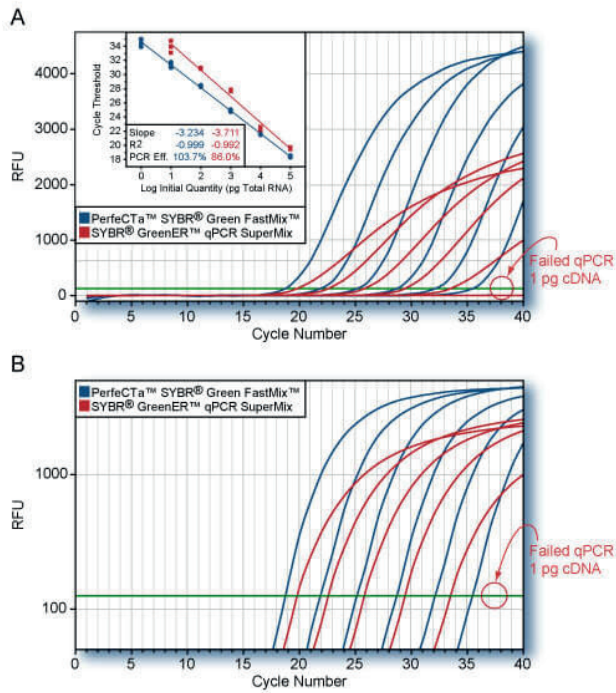 A
4000
3000
2000
1000
0
RFU
34
32
30
28
26
24
22
20
18
Cycle Threshold
Slope -3.234 -3.711
R2 -0.999 -0.992
PCR Eff. 103.7% 86.0%
0 1 2 3 4 5
Log Initial Quantity (pg Total RNA)
PerfeCTa™ SYBR® Green FastMix™
SYBR® GreenER™ qPCR SuperMix
Failed qPCR
1 pg cDNA
0 5 10 15 20 25 30 35 40
Cycle Number
B
PerfeCTa™ SYBR® Green FastMix™
SYBR® GreenER™ qPCR SuperMix
1000
RFU
100
Failed qPCR
1 pg cDNA
0 5 10 15 20 25 30 35 40
Cycle Number